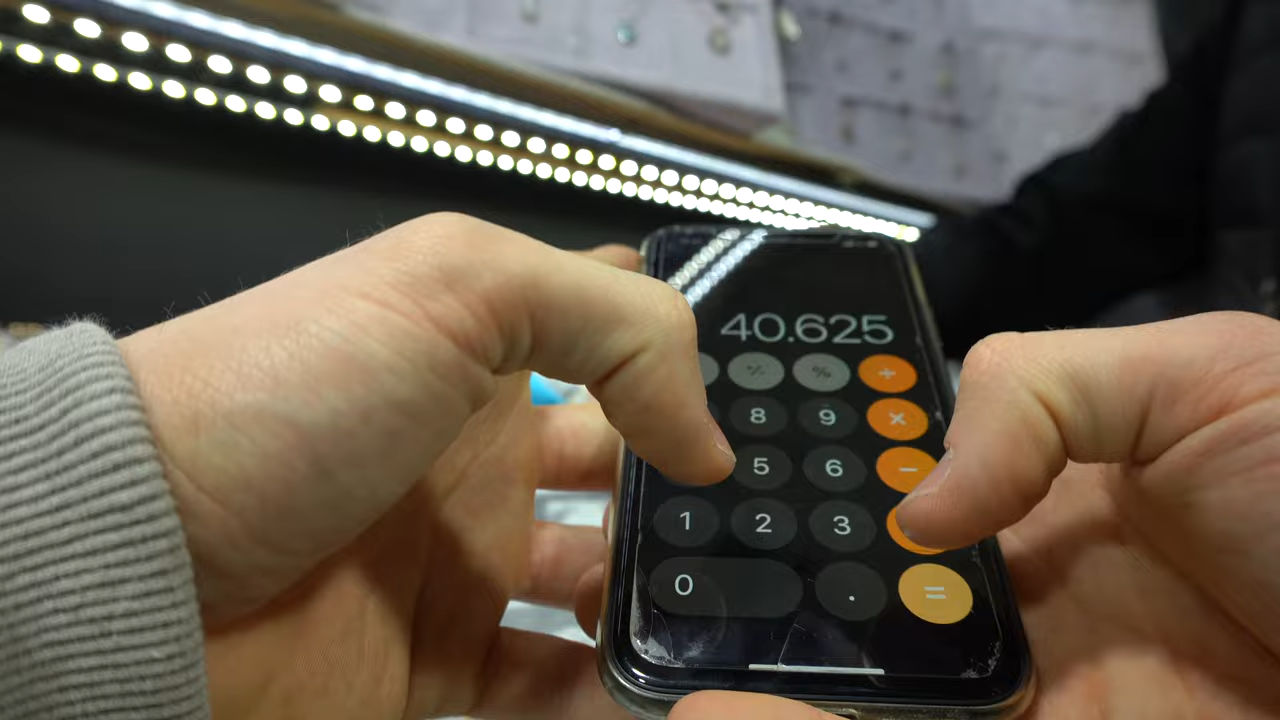 40.625
⁺∕₋ % +
8 9 ×
5 6 −
1 2 3
0 . =